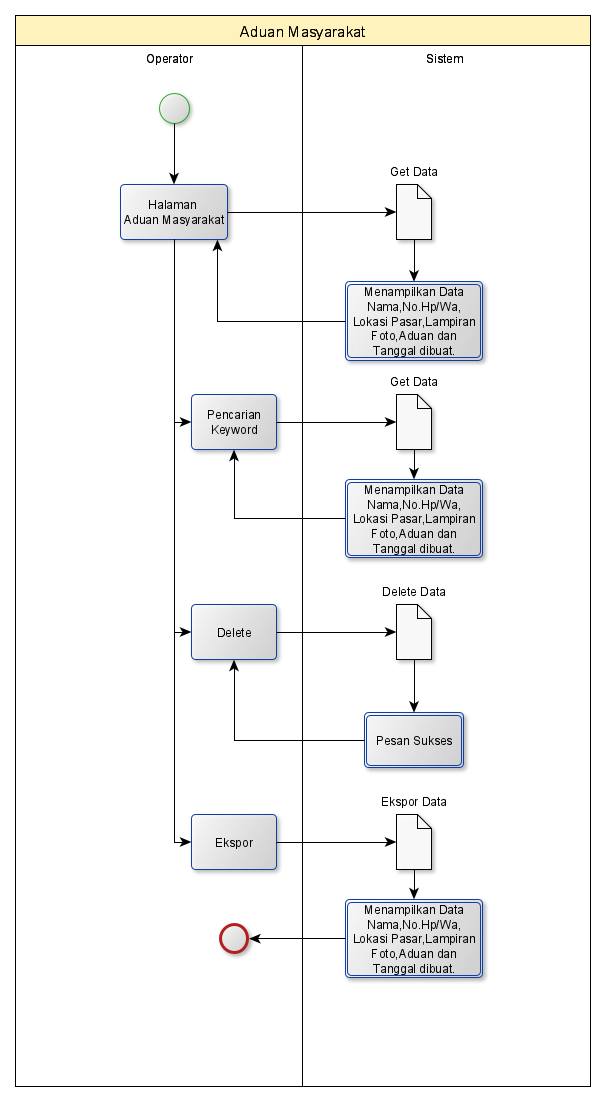 Aduan Masyarakat
Operator
Sistem
Get Data
Halaman
Aduan Masyarakat
Menampilkan Data
Nama,No.Hp/Wa,
Lokasi Pasar,Lampiran
Foto,Aduan dan
Tanggal dibuat.
Get Data
Pencarian
Keyword
Menampilkan Data
Nama,No.Hp/Wa,
Lokasi Pasar,Lampiran
Foto,Aduan dan
Tanggal dibuat.
Delete Data
Delete
Pesan Sukses
Ekspor Data
Ekspor
Menampilkan Data
Nama,No.Hp/Wa,
Lokasi Pasar,Lampiran
Foto,Aduan dan
Tanggal dibuat.